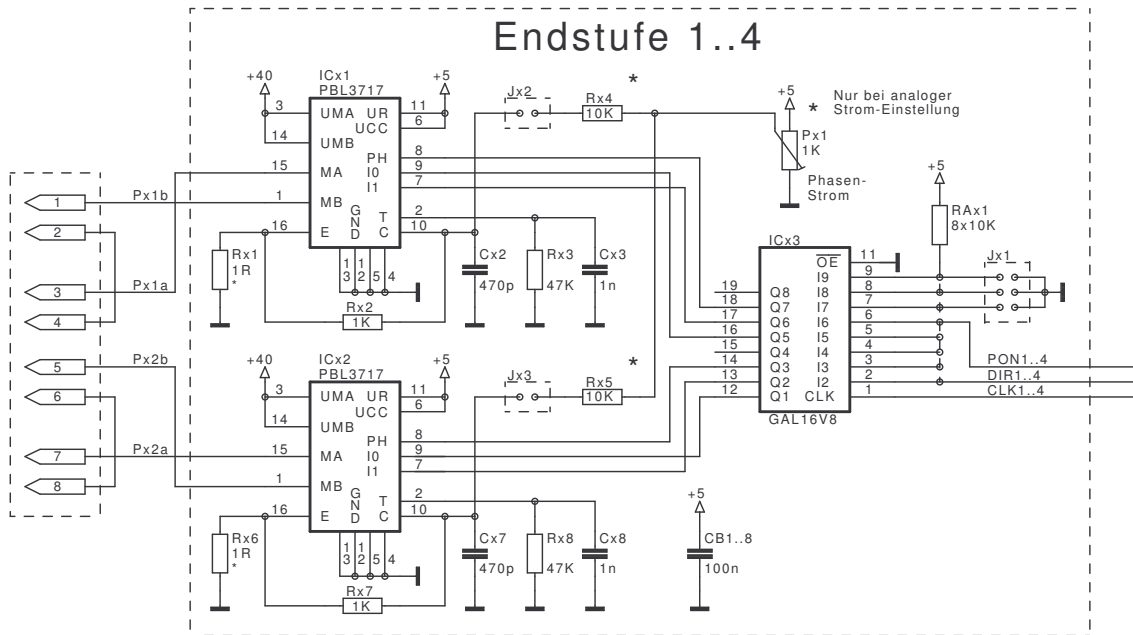 Endstufe 1..4
+40
ICx1
PBL3717
+5
3
UMA
UR
11
UCC
6
14
UMB
PH
8
15
MA
I0
9
I1
7
1
MB
GND
T
2
16
E
C
10
13
12
5
4
Rx1
1R
*
Rx2
1K
Jx2
Rx4
10K
*
Cx2
470p
Rx3
47K
Cx3
1n
+5
* Nur bei analoger
Strom-Einstellung
Px1
1K
Phasen-
Strom
1
Px1b
2
3
Px1a
4
5
Px2b
6
7
Px2a
8
+40
ICx2
PBL3717
+5
3
UMA
UR
11
UCC
6
14
UMB
PH
8
15
MA
I0
9
I1
7
1
MB
GND
T
2
16
E
C
10
13
12
5
4
Rx6
1R
*
Rx7
1K
Jx3
Rx5
10K
*
Cx7
470p
Rx8
47K
Cx8
1n
+5
CB1..8
100n
+5
RAx1
8x10K
Jx1
ICx3
OE
11
I9
9
19
Q8
I8
8
18
Q7
I7
7
17
Q6
I6
6
16
Q5
I5
5
15
Q4
I4
4
14
Q3
I3
3
13
Q2
I2
2
12
Q1
CLK
1
GAL16V8
PON1..4
DIR1..4
CLK1..4